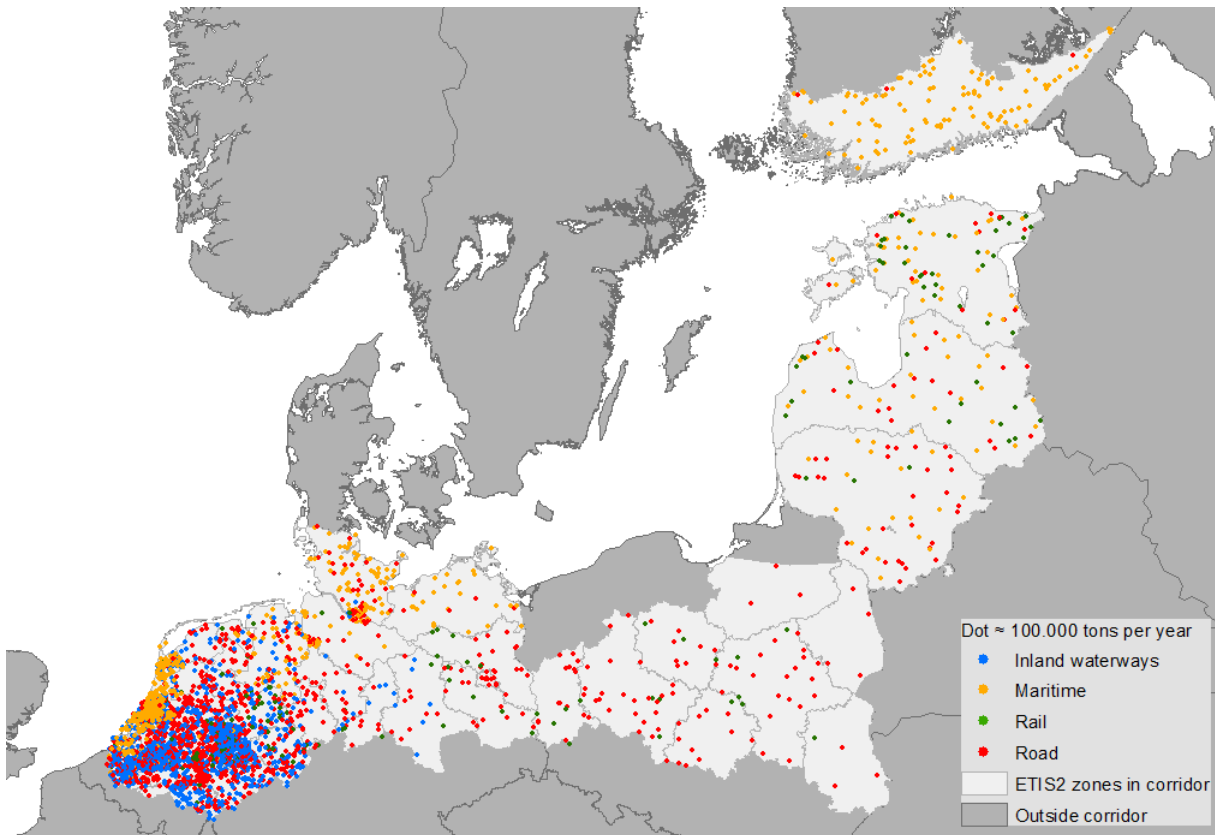 Dot ≈ 100.000 tons per year
Inland waterways
Maritime
Rail
Road
ETIS2 zones in corridor
Outside corridor